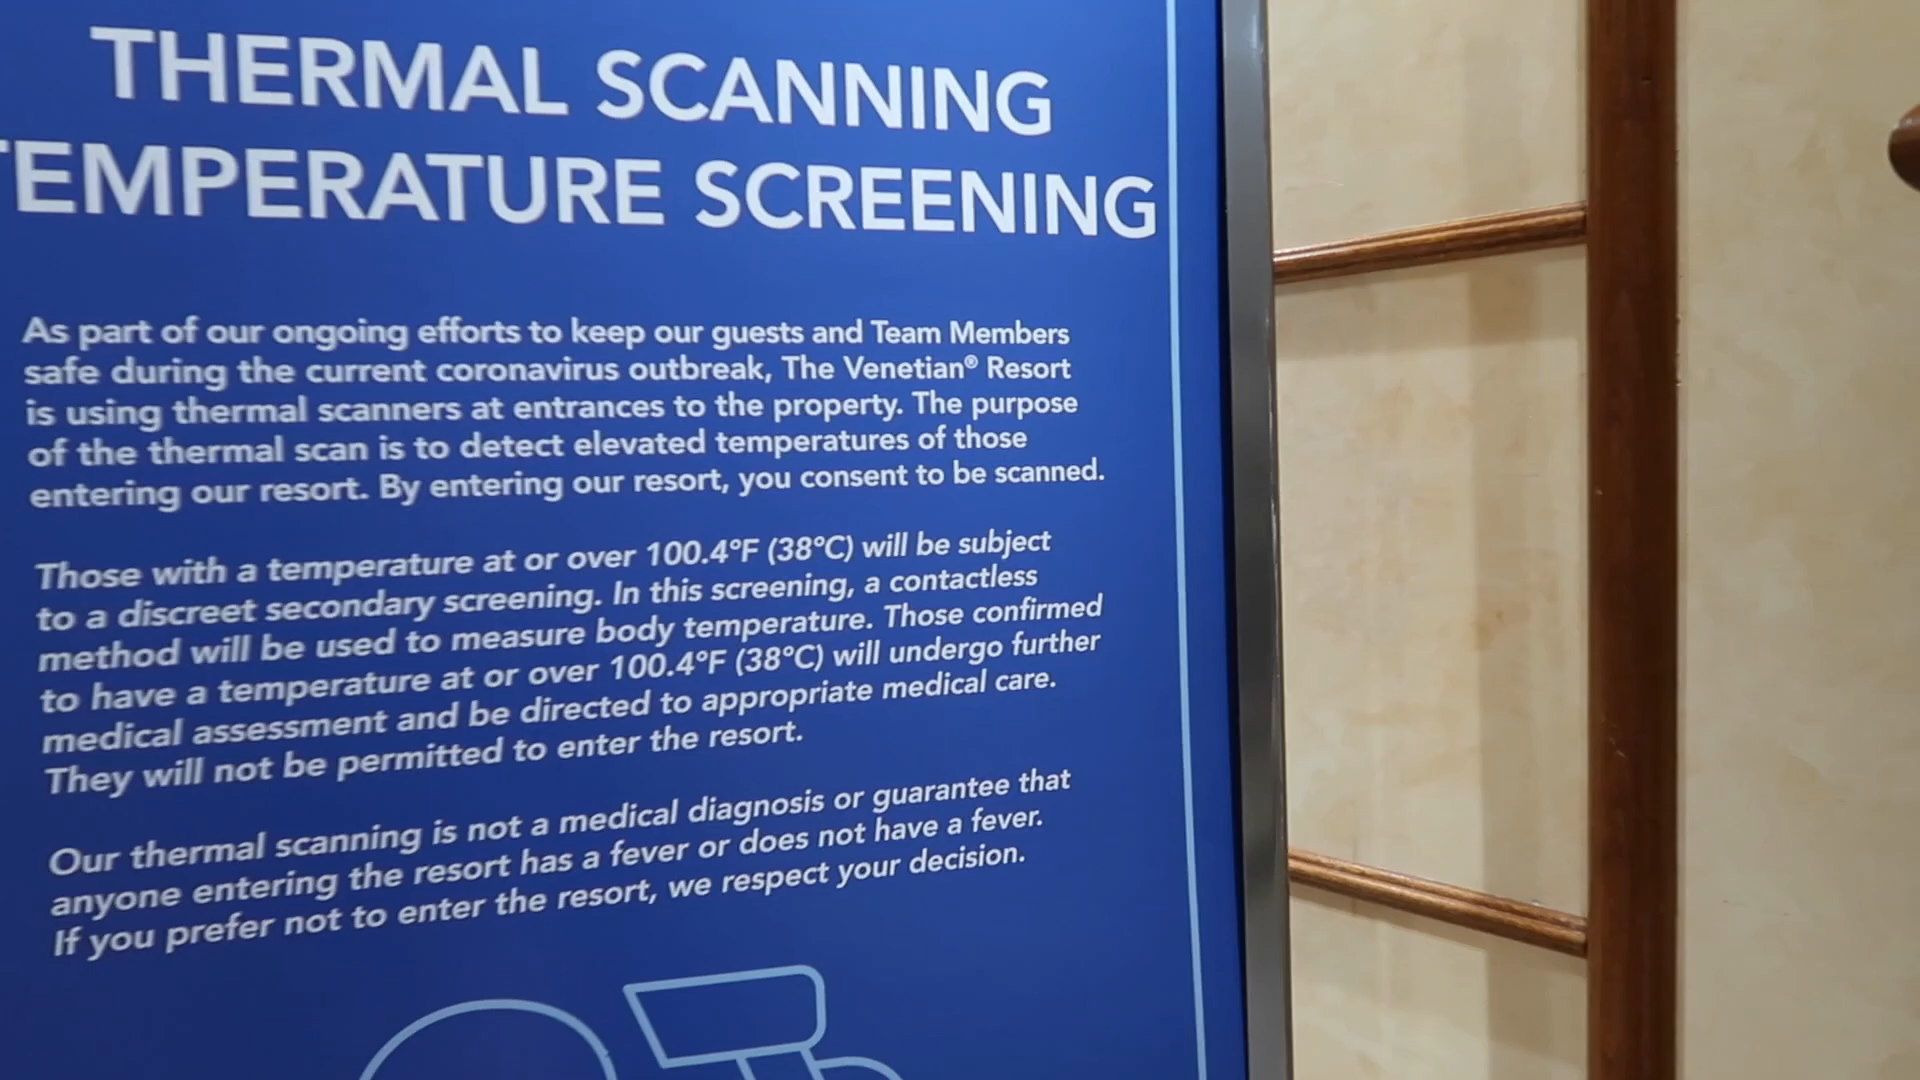 THERMAL SCANNING
TEMPERATURE SCREENING
As part of our ongoing efforts to keep our guests and Team Members
safe during the current coronavirus outbreak, The Venetian® Resort
is using thermal scanners at entrances to the property. The purpose
of the thermal scan is to detect elevated temperatures of those
entering our resort. By entering our resort, you consent to be scanned.
Those with a temperature at or over 100.4°F (38°C) will be subject
to a discreet secondary screening. In this screening, a contactless
method will be used to measure body temperature. Those confirmed
to have a temperature at or over 100.4°F (38°C) will undergo further
medical assessment and be directed to appropriate medical care.
They will not be permitted to enter the resort.
Our thermal scanning is not a medical diagnosis or guarantee that
anyone entering the resort has a fever or does not have a fever.
If you prefer not to enter the resort, we respect your decision.